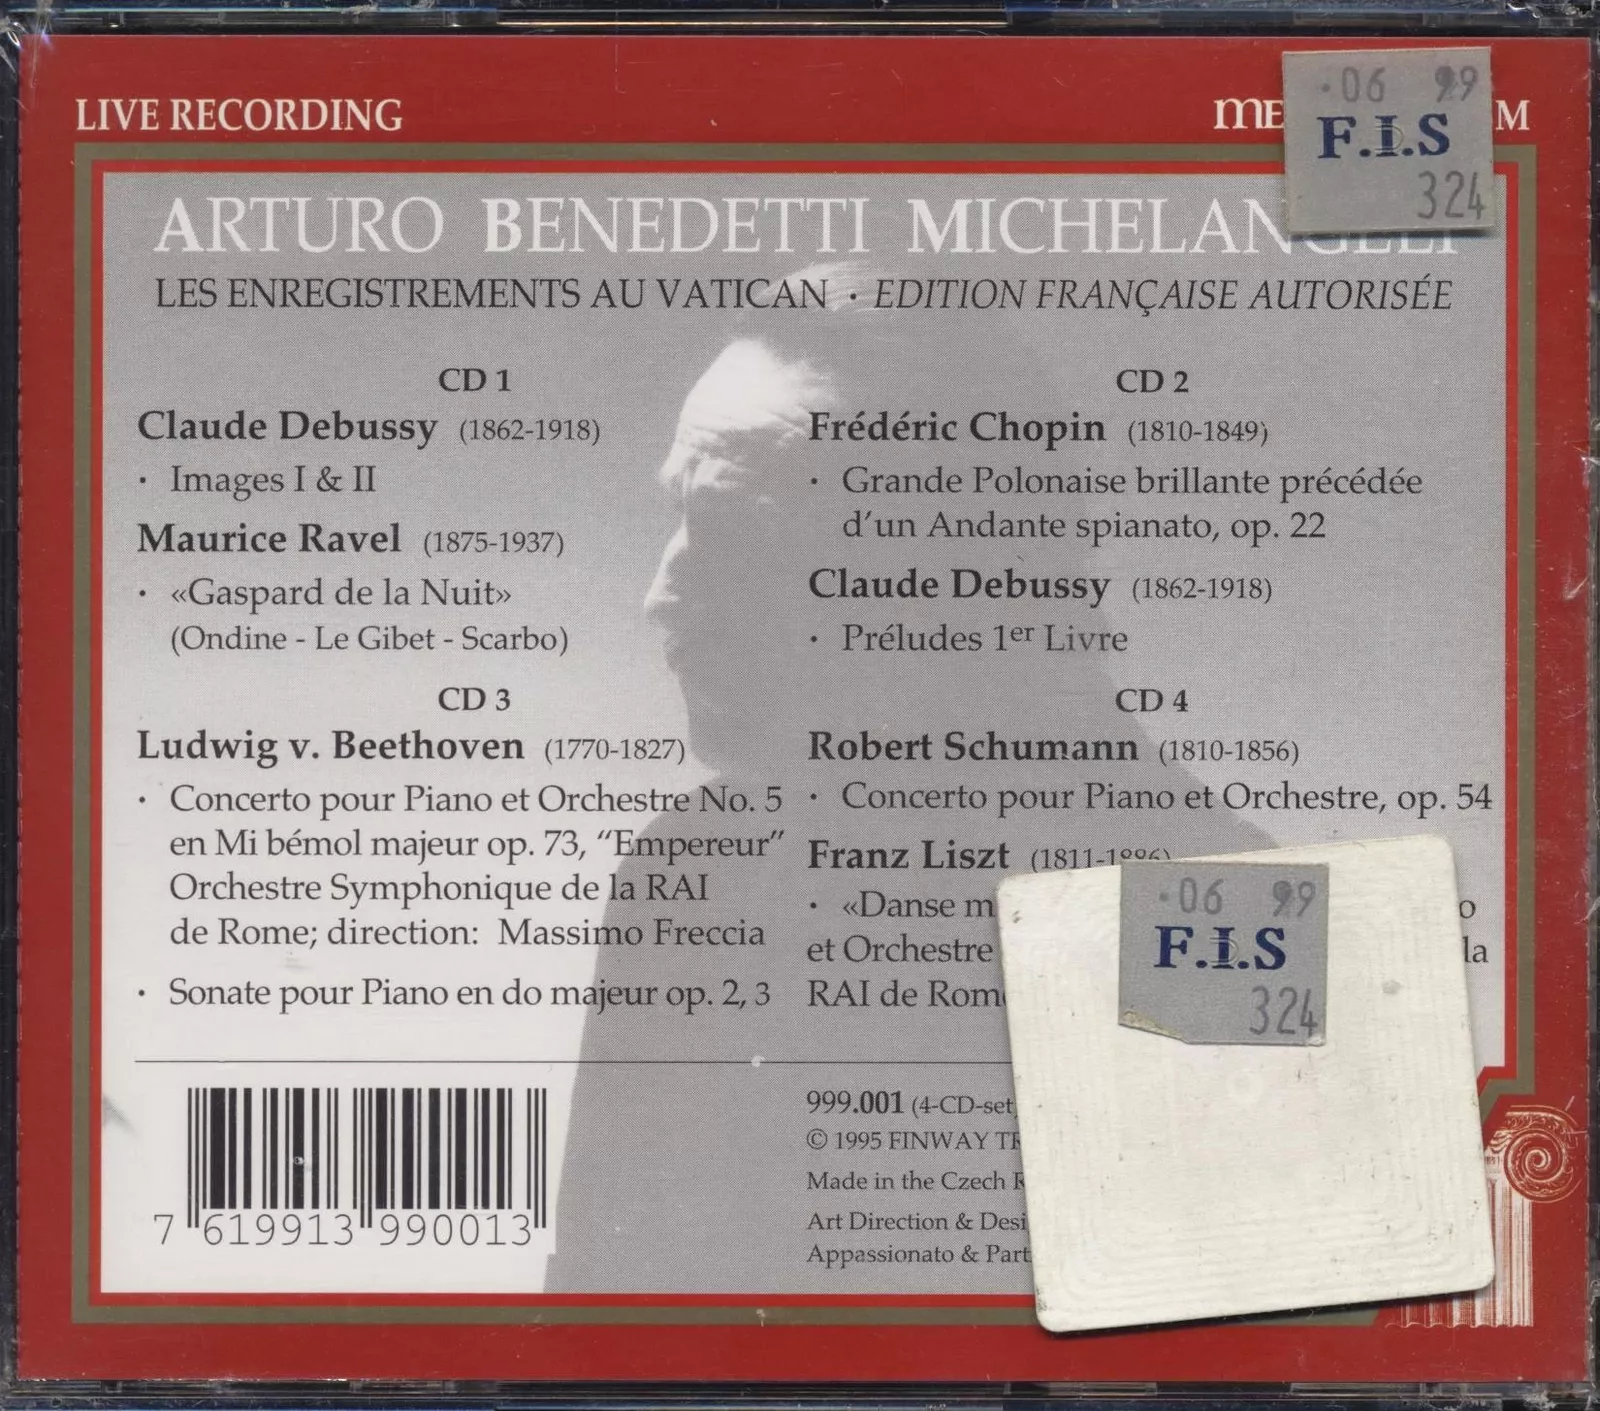 LIVE RECORDING
·06 99
F.I.S
324
ARTURO BENEDETTI MICHELANGELI
LES ENREGISTREMENTS AU VATICAN · EDITION FRANÇAISE AUTORISÉE
CD 1
Claude Debussy (1862-1918)
· Images I & II
Maurice Ravel (1875-1937)
· «Gaspard de la Nuit»
(Ondine - Le Gibet - Scarbo)
CD 2
Frédéric Chopin (1810-1849)
· Grande Polonaise brillante précédée
d'un Andante spianato, op. 22
Claude Debussy (1862-1918)
· Préludes 1er Livre
CD 3
Ludwig v. Beethoven (1770-1827)
· Concerto pour Piano et Orchestre No. 5
en Mi bémol majeur op. 73, "Empereur"
Orchestre Symphonique de la RAI
de Rome; direction: Massimo Freccia
· Sonate pour Piano en do majeur op. 2, 3
CD 4
Robert Schumann (1810-1856)
· Concerto pour Piano et Orchestre, op. 54
Franz Liszt (1811-1886)
· «Danse
et Orchestre la
RAI de
·06 99
F.I.S
324
7 619913 990013
999.001 (4-CD-set
© 1995 FINWAY
Made in the Czech
Art Direction &
Appassionato &